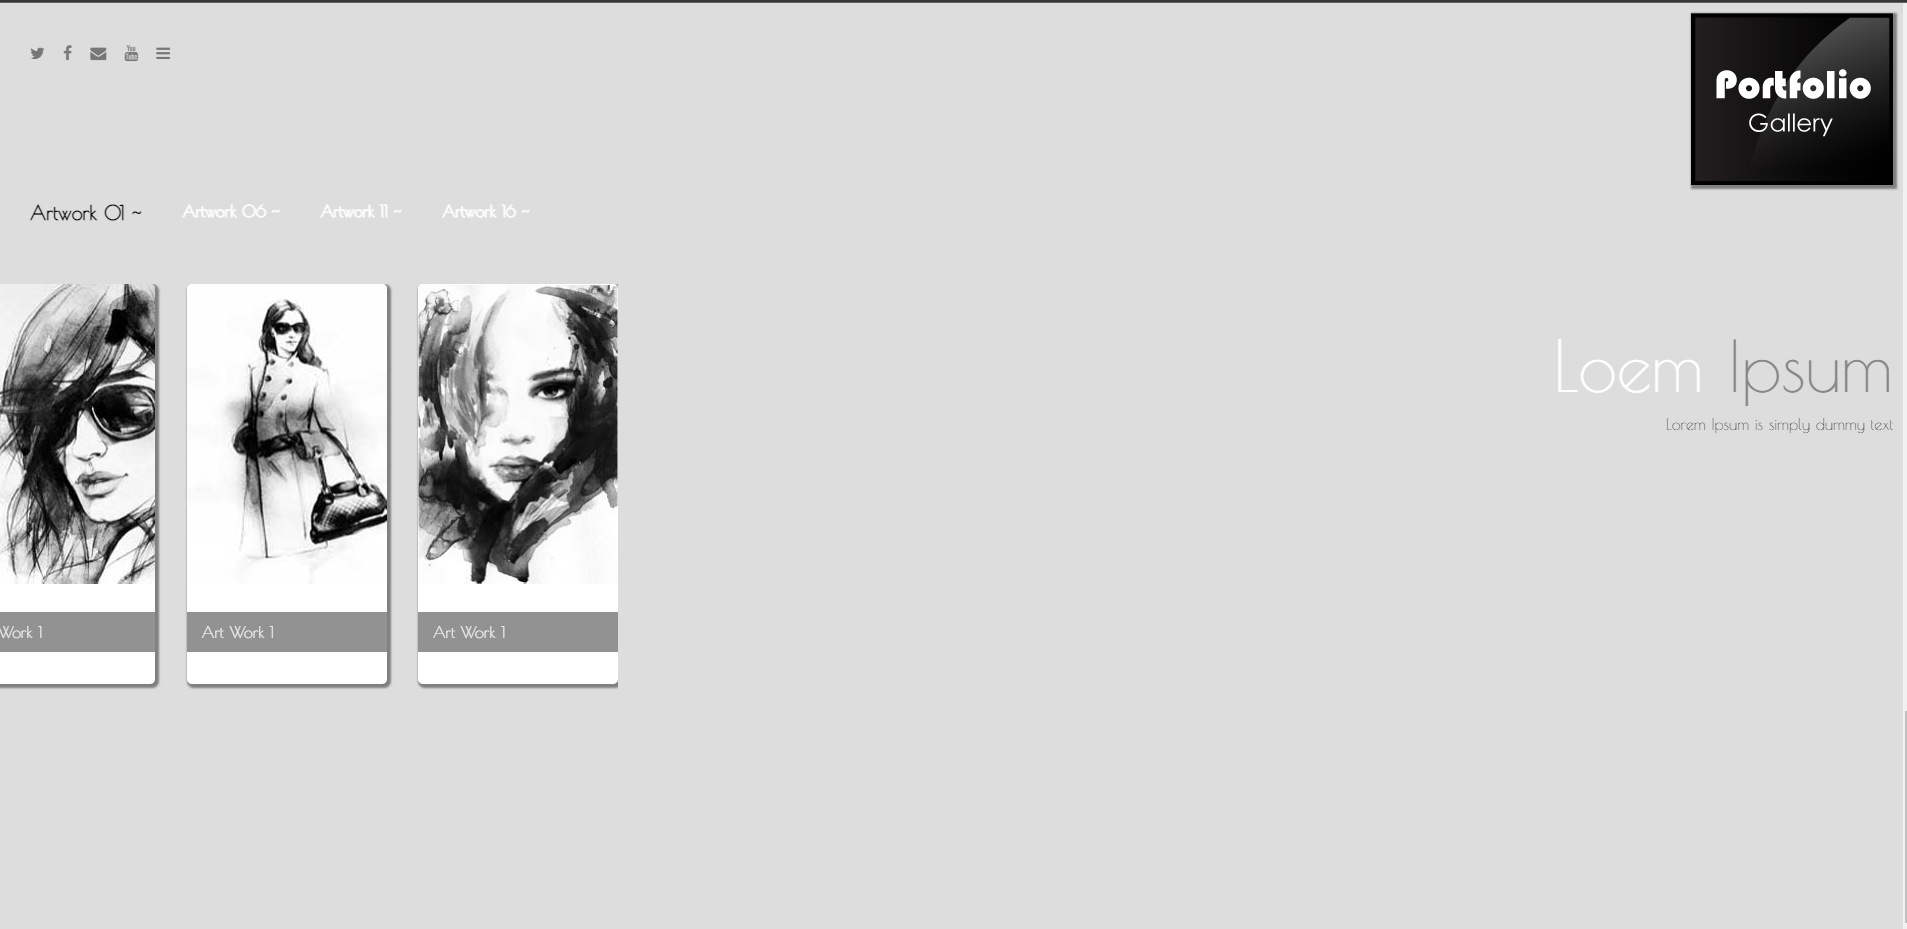 Portfolio
Gallery
Artwork 01 ~ Artwork 06 ~ Artwork 11 ~ Artwork 16 ~
Loem Ipsum
Lorem Ipsum is simply dummy text
Work 1
Art Work 1
Art Work 1